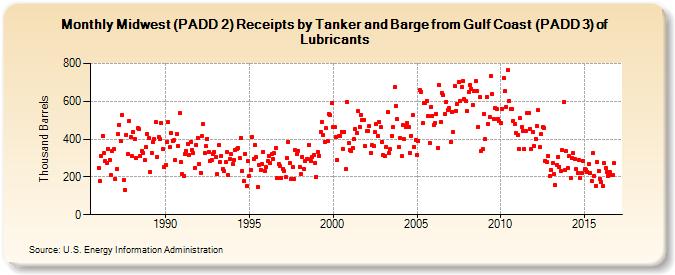 Monthly Midwest (PADD 2) Receipts by Tanker and Barge from Gulf Coast (PADD 3) of
Lubricants
Thousand Barrels
800
600
400
200
0
1990
1995
2000
2005
2010
2015
Source: U.S. Energy Information Administration